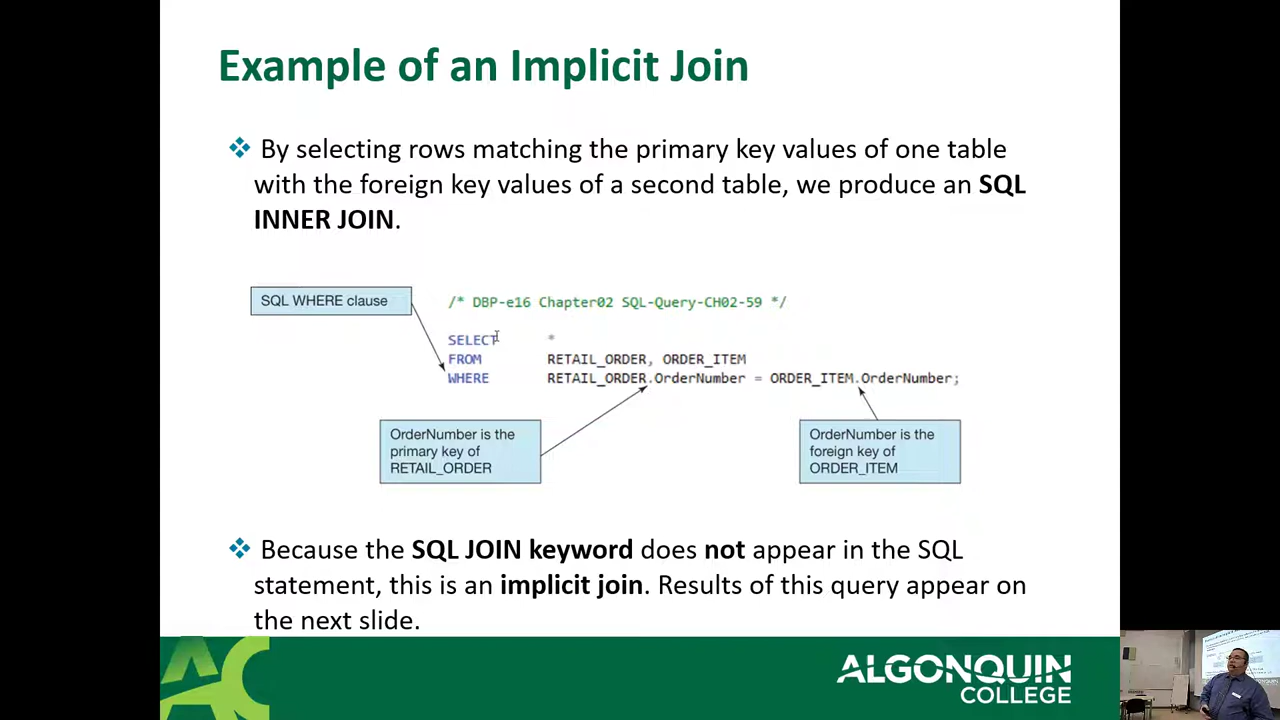 Example of an Implicit Join
By selecting rows matching the primary key values of one table
with the foreign key values of a second table, we produce an SQL
INNER JOIN.
SQL WHERE clause
/* DBP-e16 Chapter02 SQL-Query-CH02-59 */
SELECT *
FROM RETAIL_ORDER, ORDER_ITEM
WHERE RETAIL_ORDER.OrderNumber = ORDER_ITEM.OrderNumber;
OrderNumber is the
primary key of
RETAIL_ORDER
OrderNumber is the
foreign key of
ORDER_ITEM
Because the SQL JOIN keyword does not appear in the SQL
statement, this is an implicit join. Results of this query appear on
the next slide.
AC
ALGONQUIN
COLLEGE